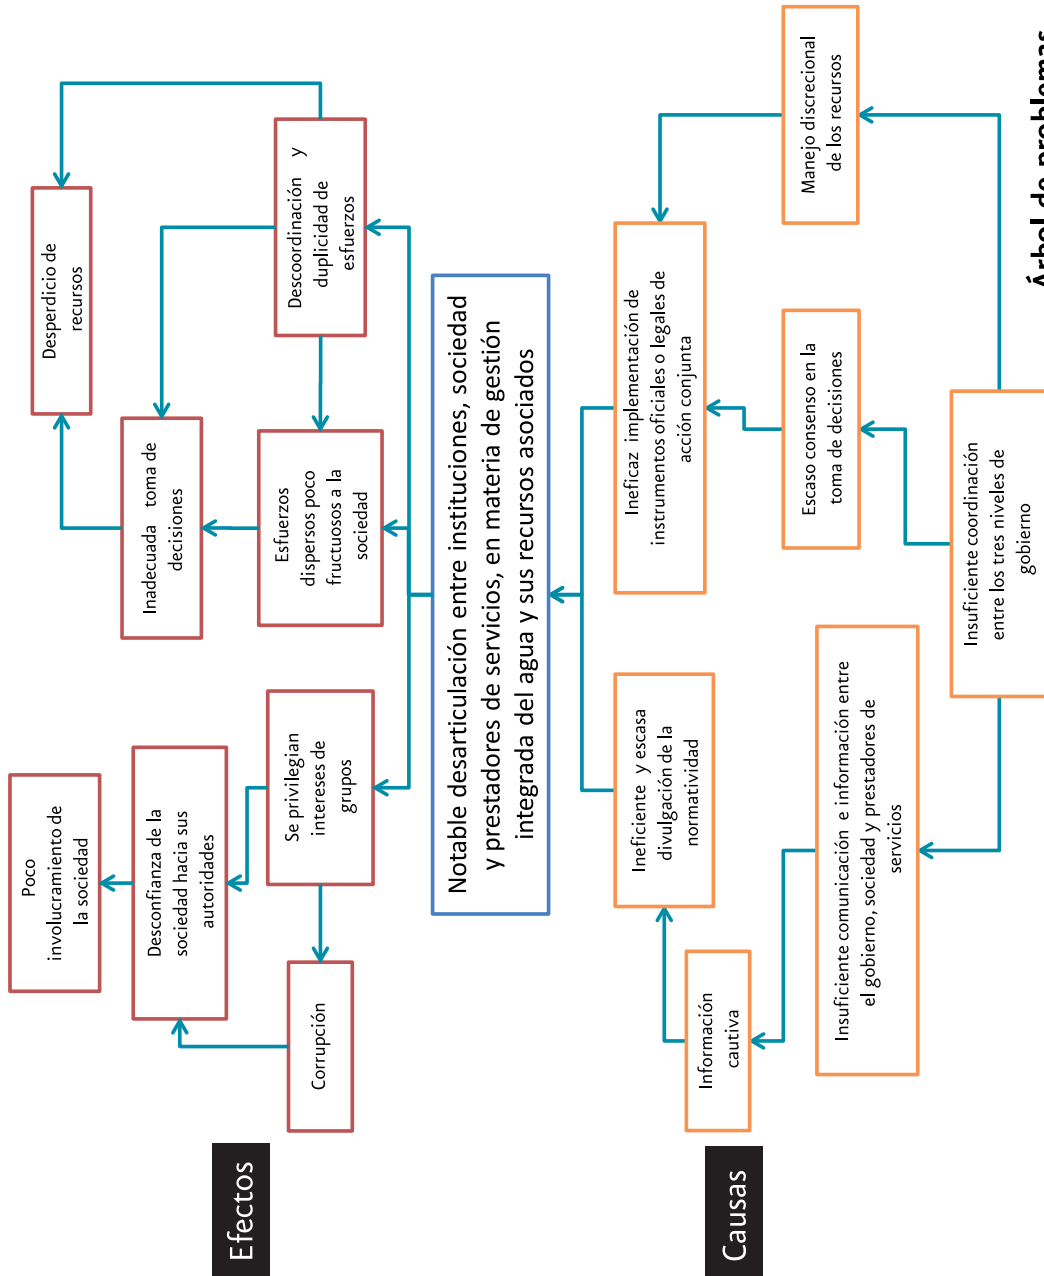 Efectos
Poco
involucramiento de
la sociedad
Desperdicio de
recursos
Desconfianza de la
sociedad hacia sus
autoridades
Inadecuada toma de
decisiones
Corrupción
Se privilegian
intereses de
grupos
Esfuerzos
dispersos poco
fructuosos a la
sociedad
Descoordinación y
duplicidad de
esfuerzos
Notable desarticulación entre instituciones, sociedad
y prestadores de servicios, en materia de gestión
integrada del agua y sus recursos asociados
Causas
Información
cautiva
Ineficiente y escasa
divulgación de la
normatividad
Ineficaz implementación de
instrumentos oficiales o legales de
acción conjunta
Insuficiente comunicación e información entre
el gobierno, sociedad y prestadores de
servicios
Escaso consenso en la
toma de decisiones
Manejo discrecional
de los recursos
Insuficiente coordinación
entre los tres niveles de
gobierno
Árbol de problemas